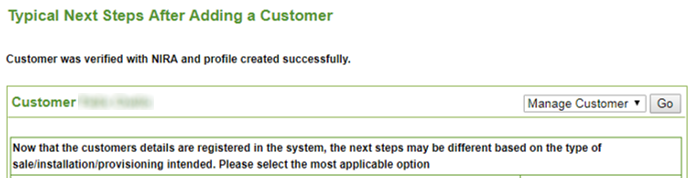 Typical Next Steps After Adding a Customer
Customer was verified with NIRA and profile created successfully.
Customer
Manage Customer ▼ Go
Now that the customers details are registered in the system, the next steps may be different based on the type of
sale/installation/provisioning intended. Please select the most applicable option